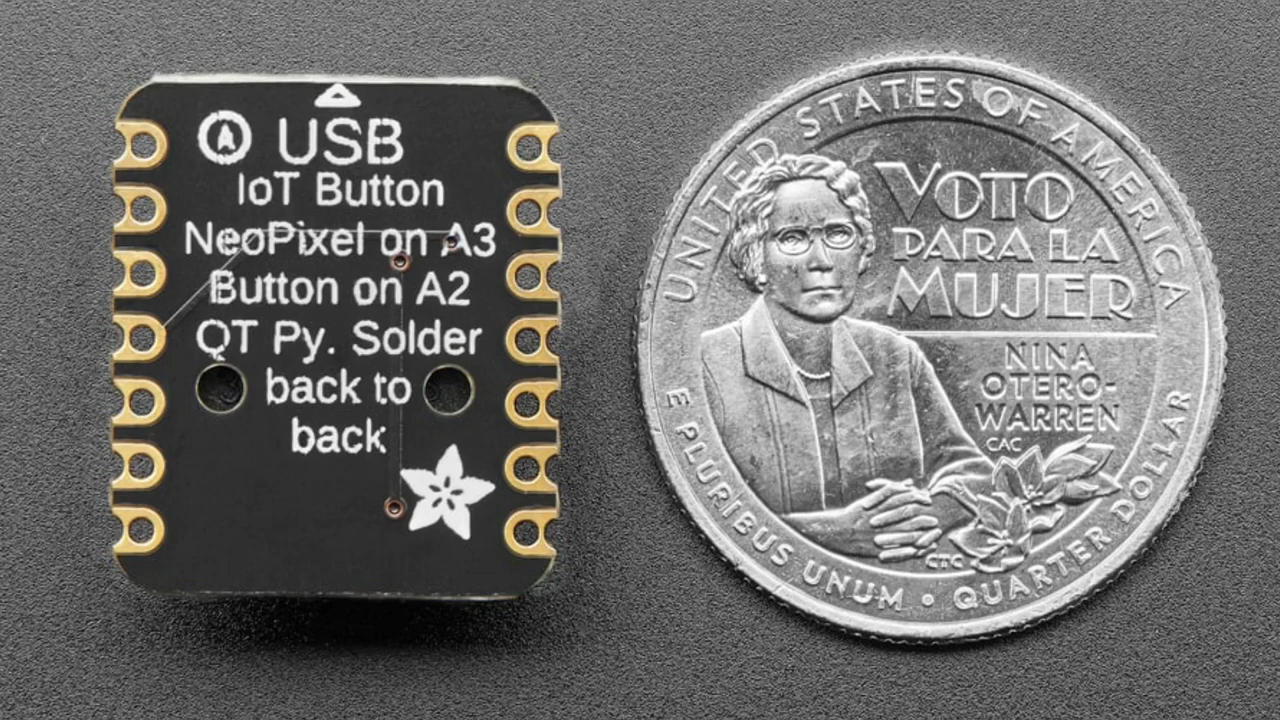 USB
IoT Button
NeoPixel on A3
Button on A2
QT Py. Solder
back to
back
UNITED STATES OF AMERICA
VOTO
PARA LA
MUJER
NINA
OTERO-
WARREN
CAC
CTC
E PLURIBUS UNUM • QUARTER DOLLAR